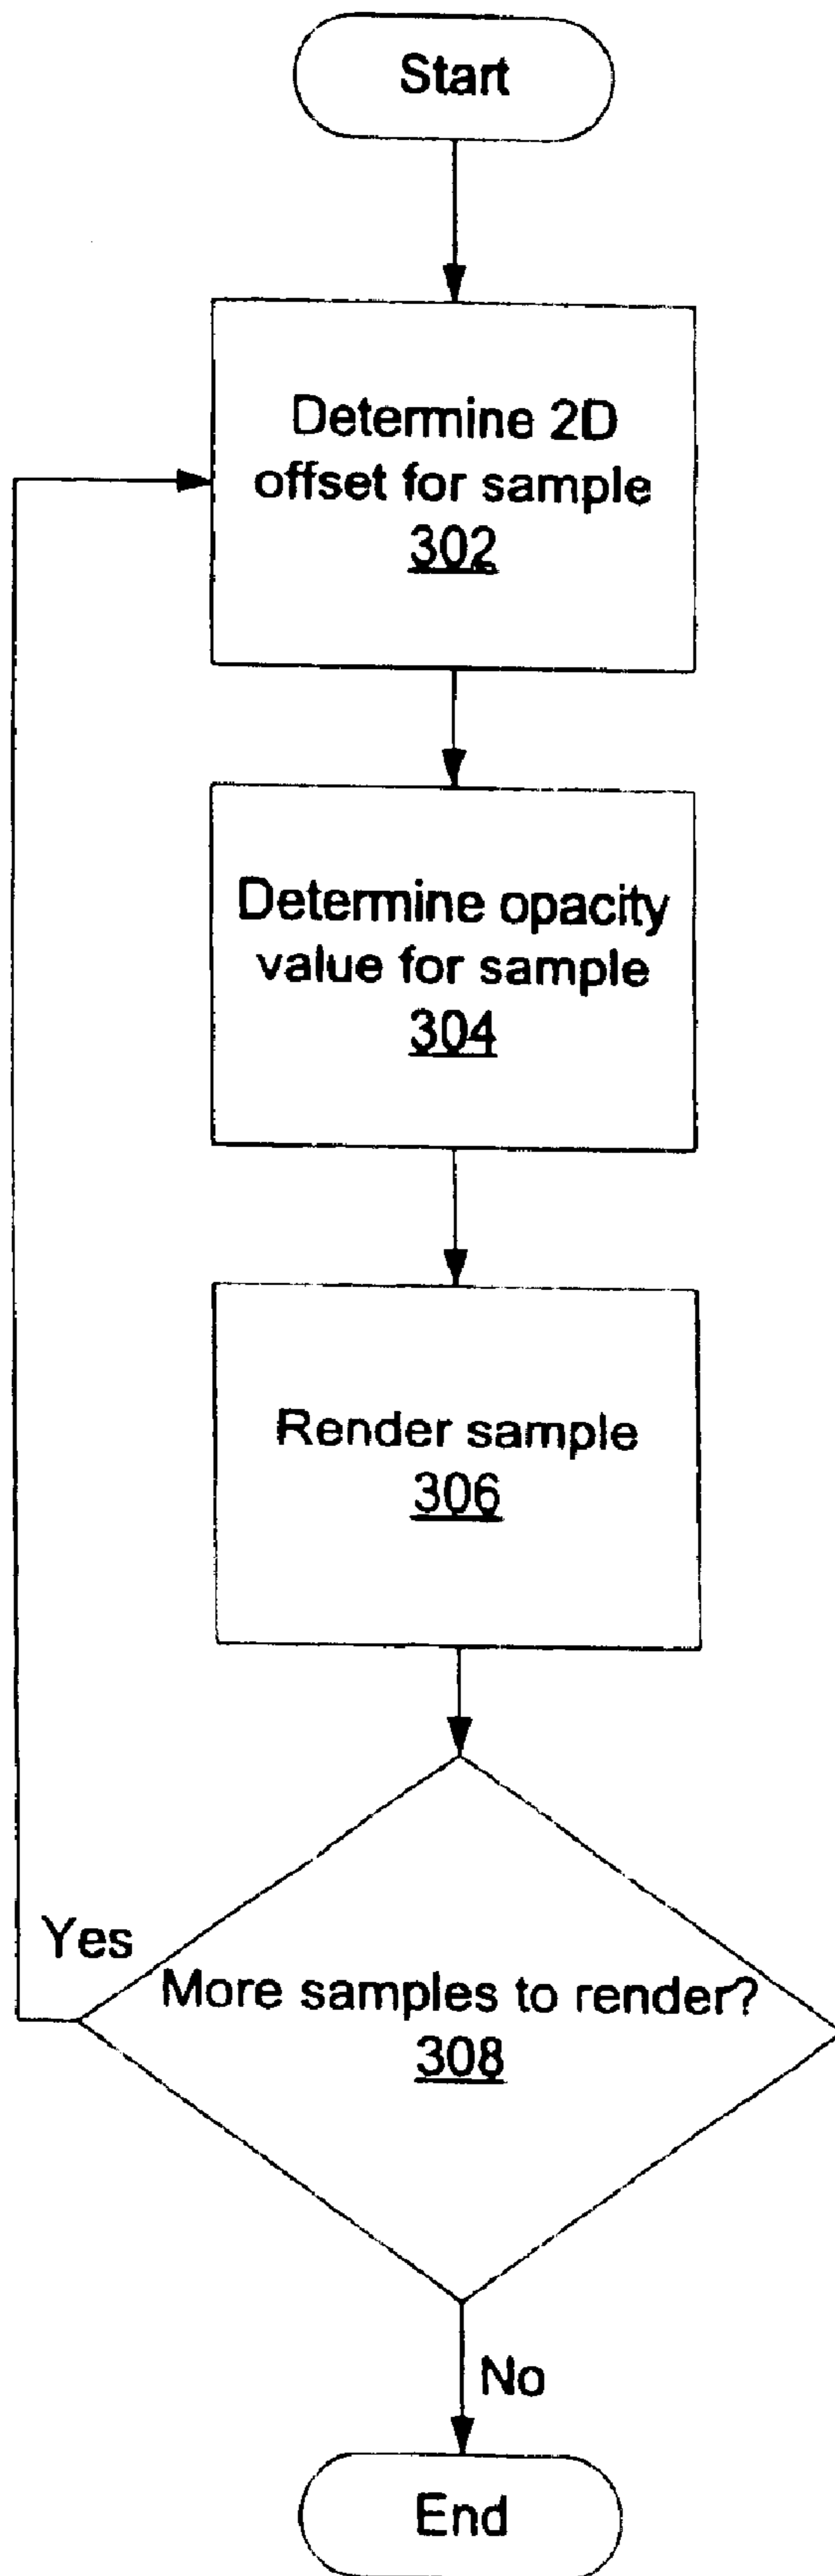 Start
Determine 2D
offset for sample
302
Determine opacity
value for sample
304
Render sample
306
Yes
More samples to render?
308
No
End